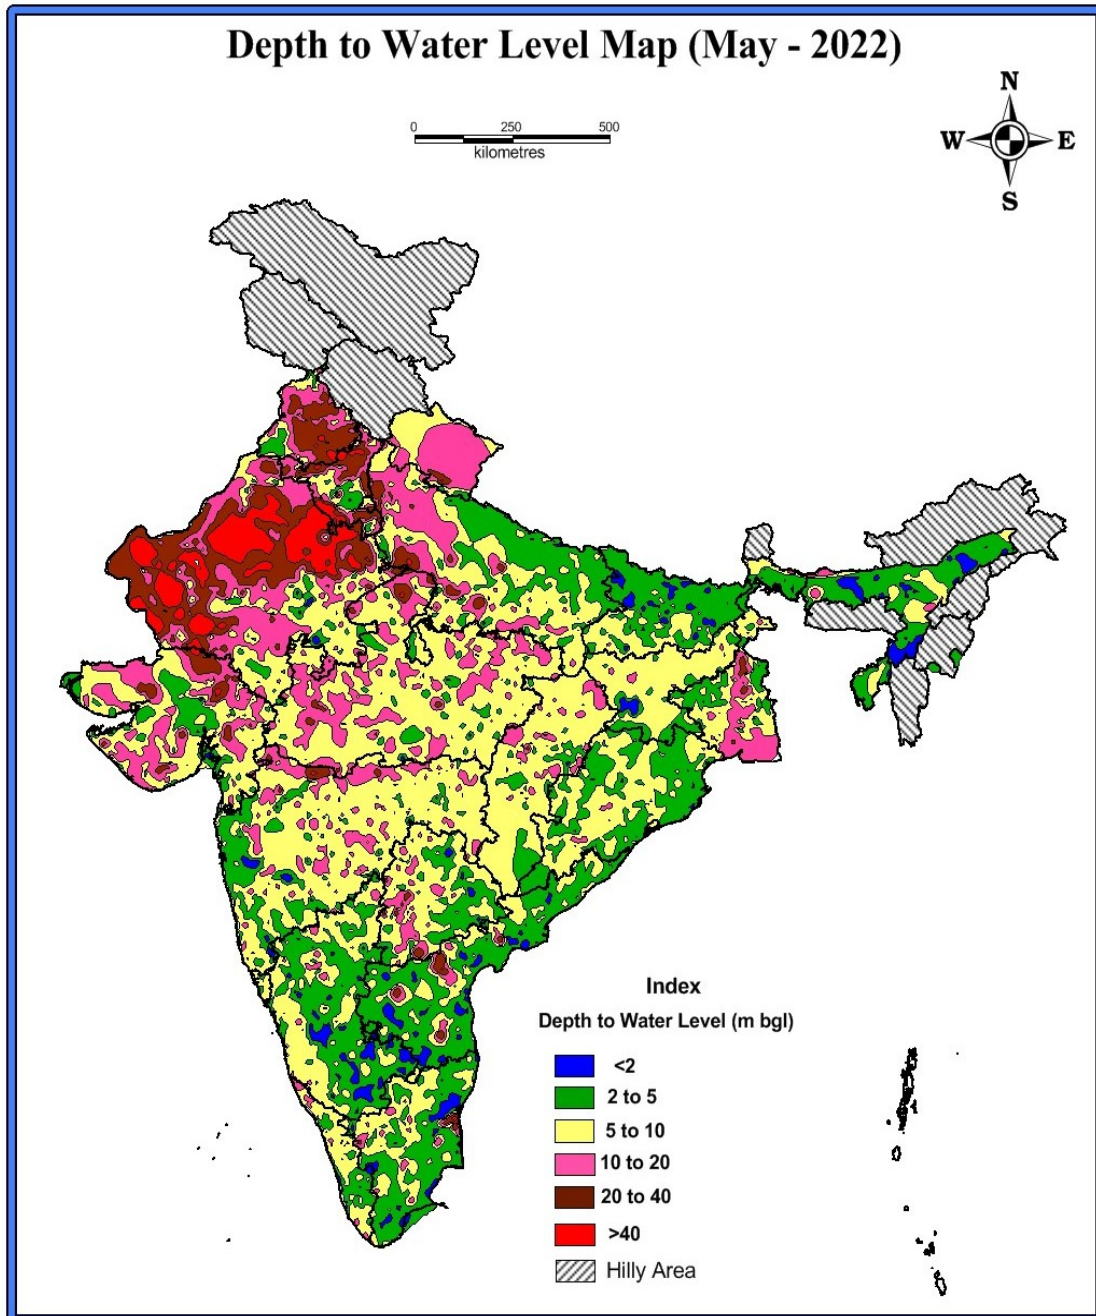 Depth to Water Level Map (May - 2022)
0 250 500
kilometres
N
W E
S
Index
Depth to Water Level (m bgl)
<2
2 to 5
5 to 10
10 to 20
20 to 40
>40
Hilly Area